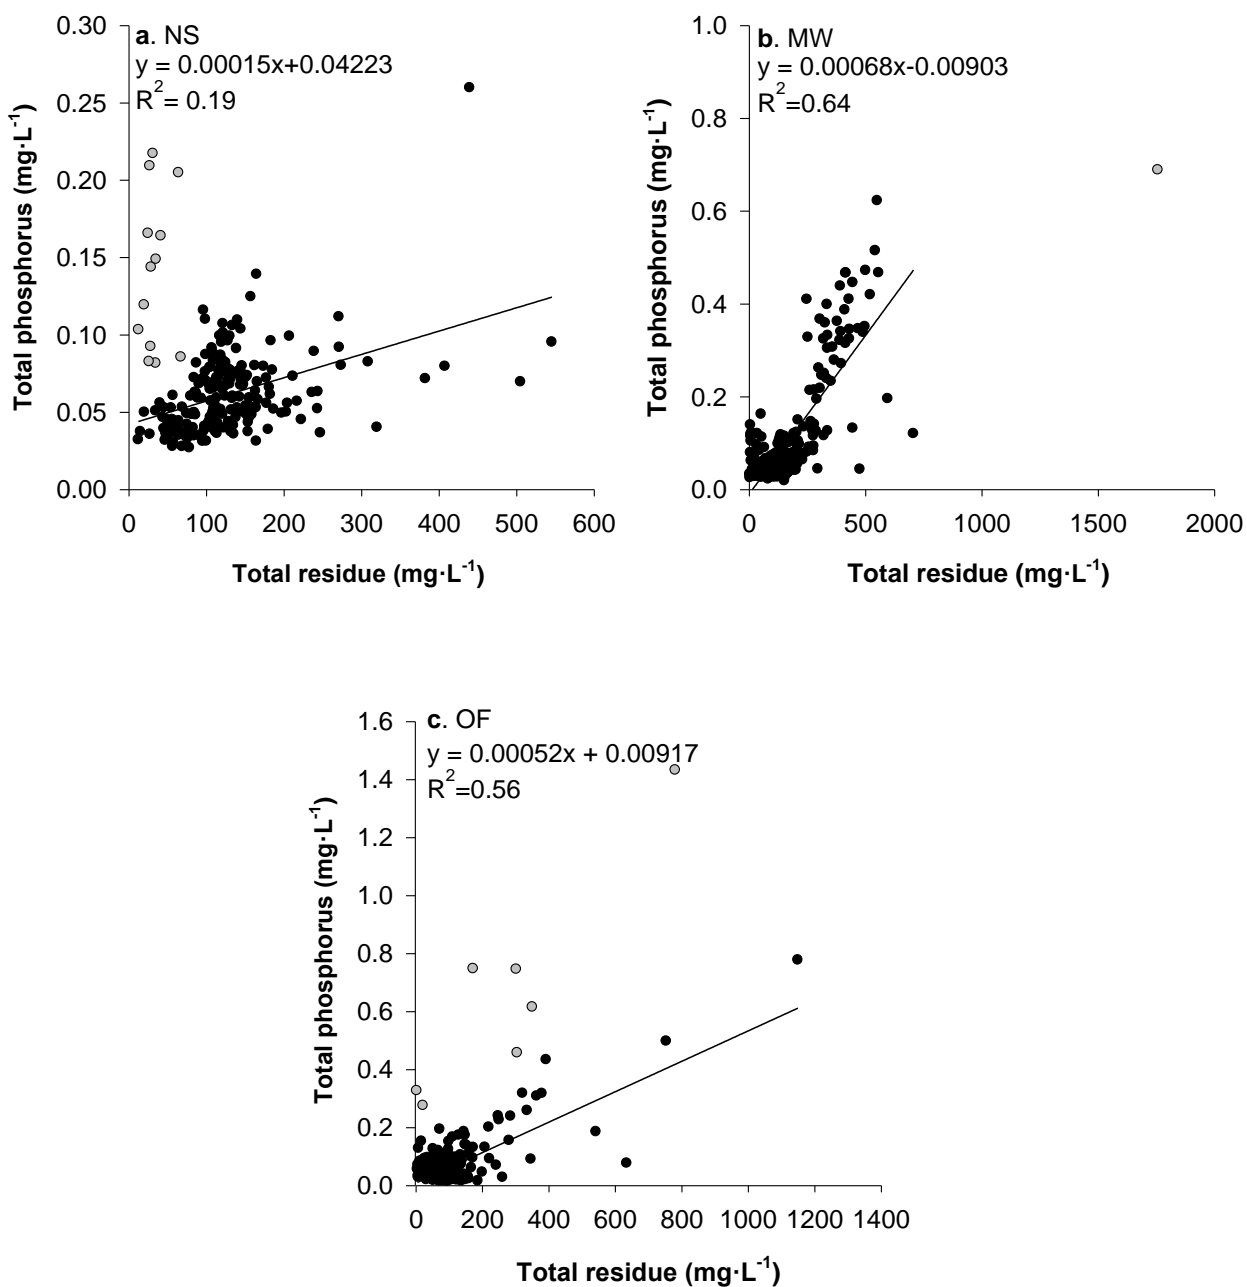 a. NS
y = 0.00015x+0.04223
R²= 0.19
Total phosphorus (mg·L⁻¹)
0.30
0.25
0.20
0.15
0.10
0.05
0.00
0 100 200 300 400 500 600
Total residue (mg·L⁻¹)
b. MW
y = 0.00068x-0.00903
R²=0.64
Total phosphorus (mg·L⁻¹)
1.0
0.8
0.6
0.4
0.2
0.0
0 500 1000 1500 2000
Total residue (mg·L⁻¹)
c. OF
y = 0.00052x + 0.00917
R²=0.56
Total phosphorus (mg·L⁻¹)
1.6
1.4
1.2
1.0
0.8
0.6
0.4
0.2
0.0
0 200 400 600 800 1000 1200 1400
Total residue (mg·L⁻¹)